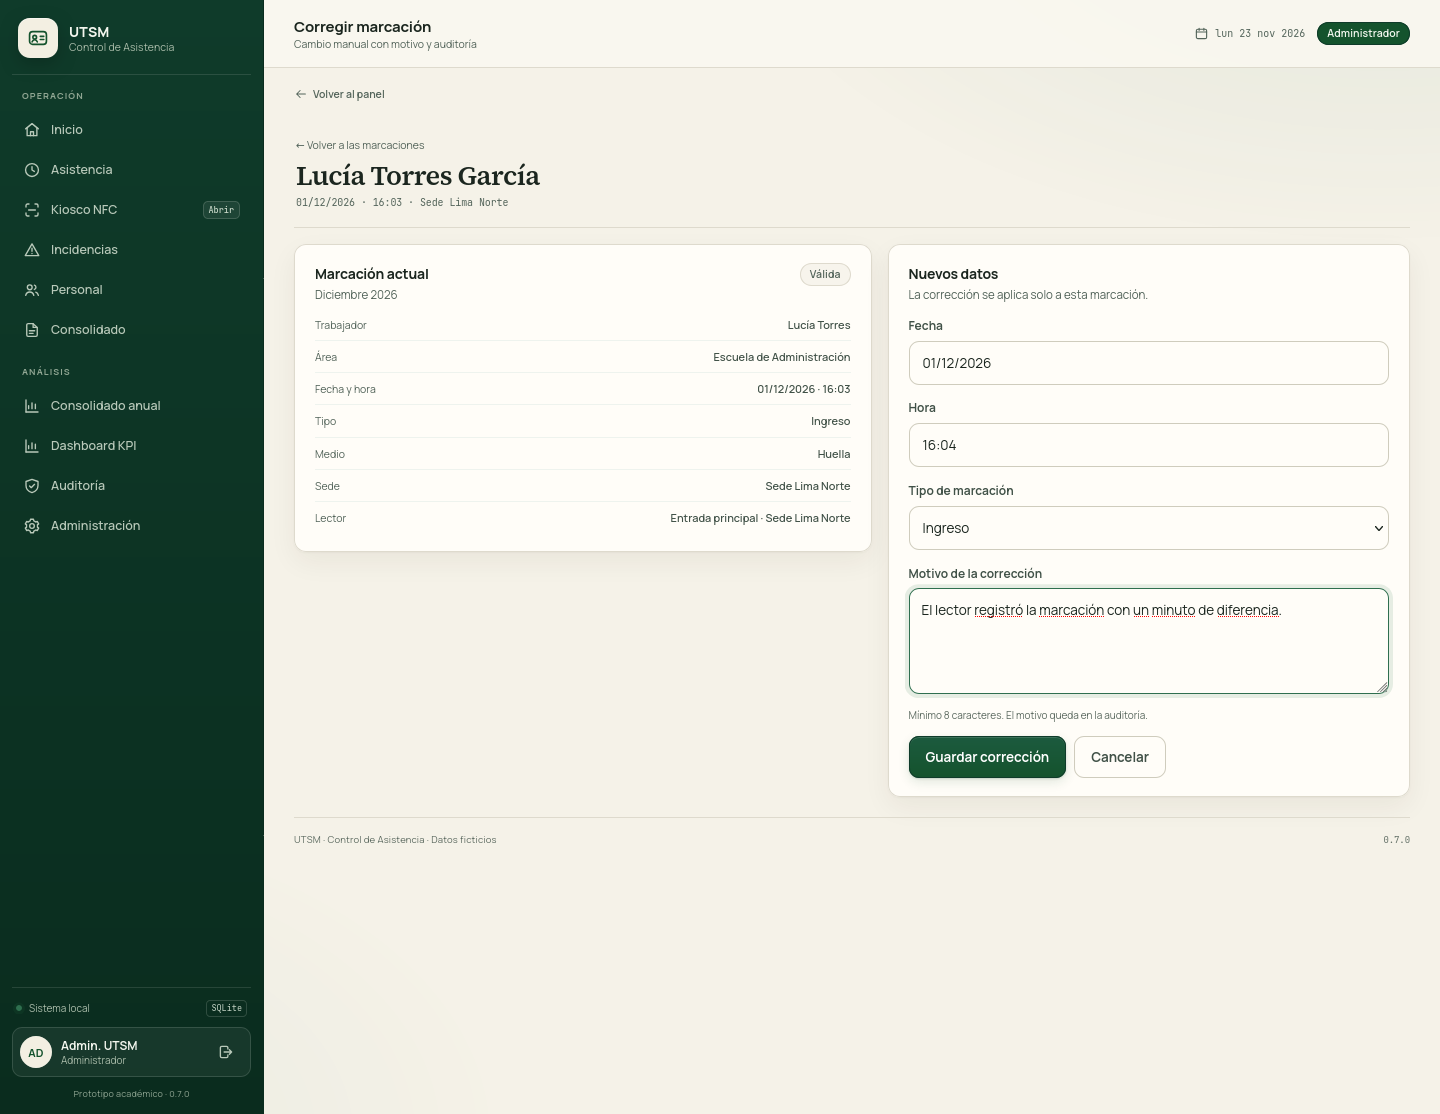 UTSM
Control de Asistencia
OPERACIÓN
Inicio
Asistencia
Kiosco NFC
Abrir
Incidencias
Personal
Consolidado
ANÁLISIS
Consolidado anual
Dashboard KPI
Auditoría
Administración
Sistema local
SQLite
AD
Admin. UTSM
Administrador
Prototipo académico · 0.7.0
Corregir marcación
Cambio manual con motivo y auditoría
lun 23 nov 2026
Administrador
← Volver al panel
← Volver a las marcaciones
Lucía Torres García
01/12/2026 · 16:03 · Sede Lima Norte
Marcación actual
Válida
Diciembre 2026
Trabajador Lucía Torres
Área Escuela de Administración
Fecha y hora 01/12/2026 · 16:03
Tipo Ingreso
Medio Huella
Sede Sede Lima Norte
Lector Entrada principal · Sede Lima Norte
Nuevos datos
La corrección se aplica solo a esta marcación.
Fecha
01/12/2026
Hora
16:04
Tipo de marcación
Ingreso
Motivo de la corrección
El lector registró la marcación con un minuto de diferencia.
Mínimo 8 caracteres. El motivo queda en la auditoria.
Guardar corrección
Cancelar
UTSM · Control de Asistencia · Datos ficticios
0.7.0